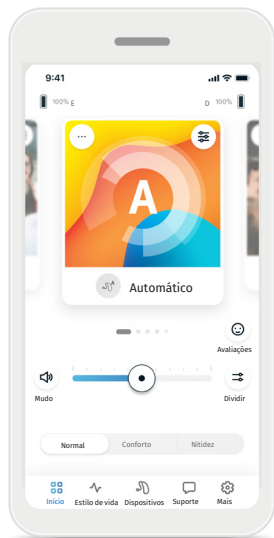 9:41
100% E
D 100%
A
Automático
Avaliações
Mudo
Dividir
Normal Conforto Nitidez
Início Estilo de vida Dispositivos Suporte Mais